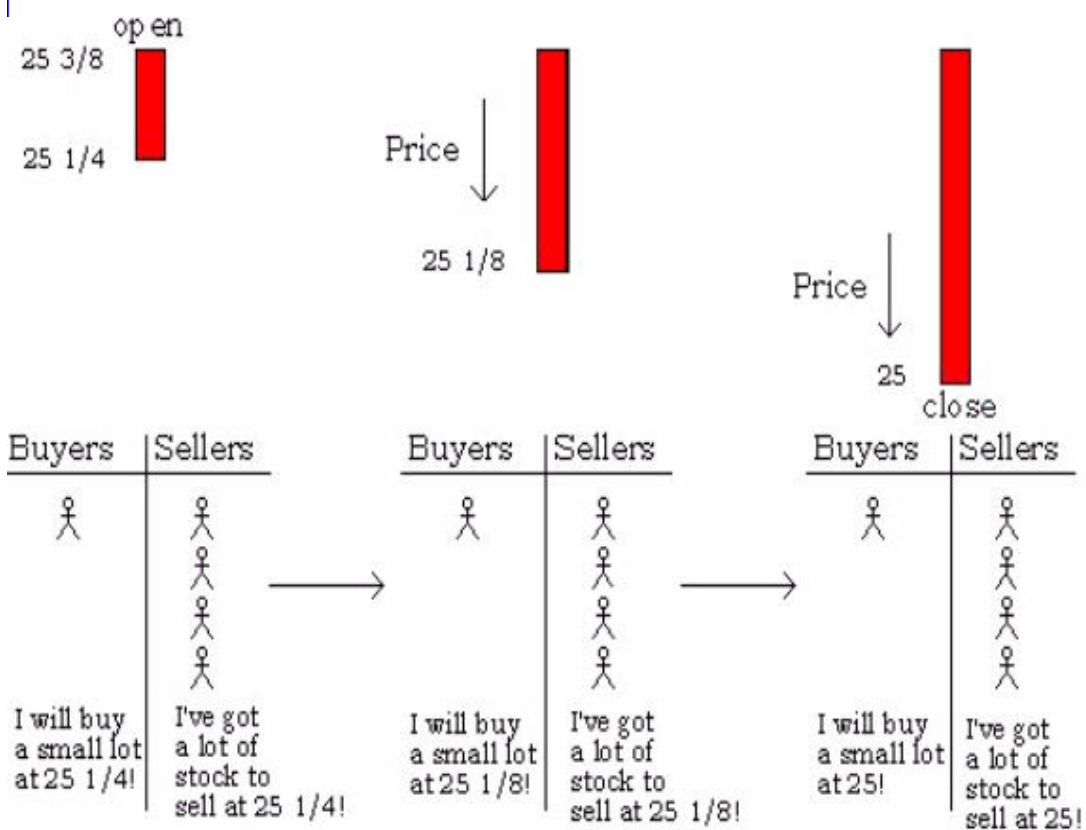 open
25 3/8
25 1/4
Price
25 1/8
Price
25
close
Buyers Sellers
I will buy
a small lot
at 25 1/4!
I've got
a lot of
stock to
sell at 25 1/4!
Buyers Sellers
I will buy
a small lot
at 25 1/8!
I've got
a lot of
stock to
sell at 25 1/8!
Buyers Sellers
I will buy
a small lot
at 25!
I've got
a lot of
stock to
sell at 25!